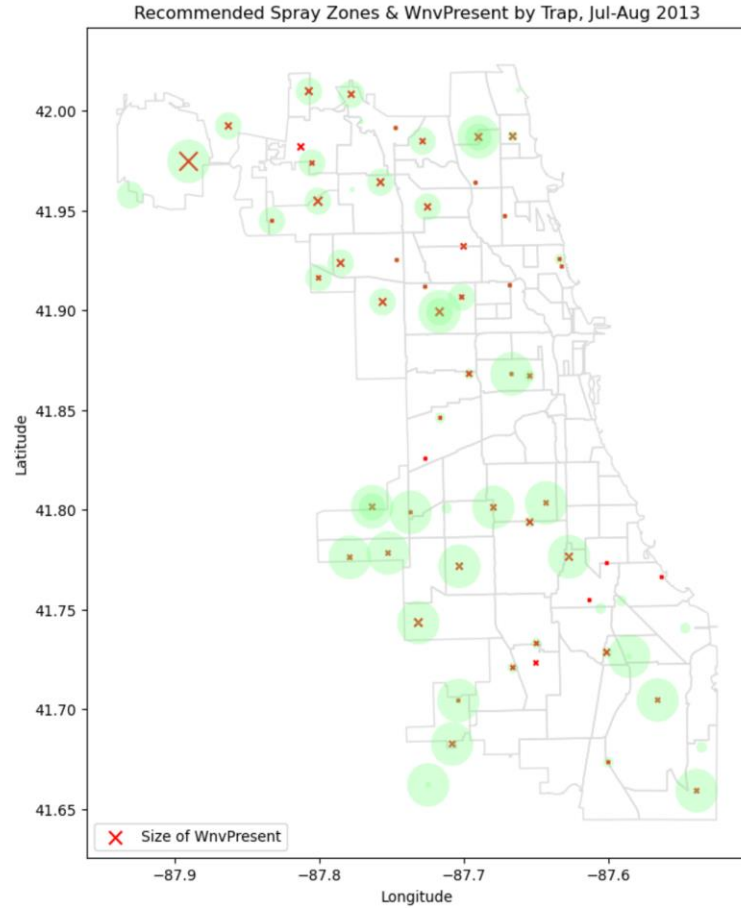 Recommended Spray Zones & WnvPresent by Trap, Jul-Aug 2013
42.00
41.95
41.90
41.85
41.80
41.75
41.70
41.65
Latitude
Size of WnvPresent
−87.9 −87.8 −87.7 −87.6
Longitude